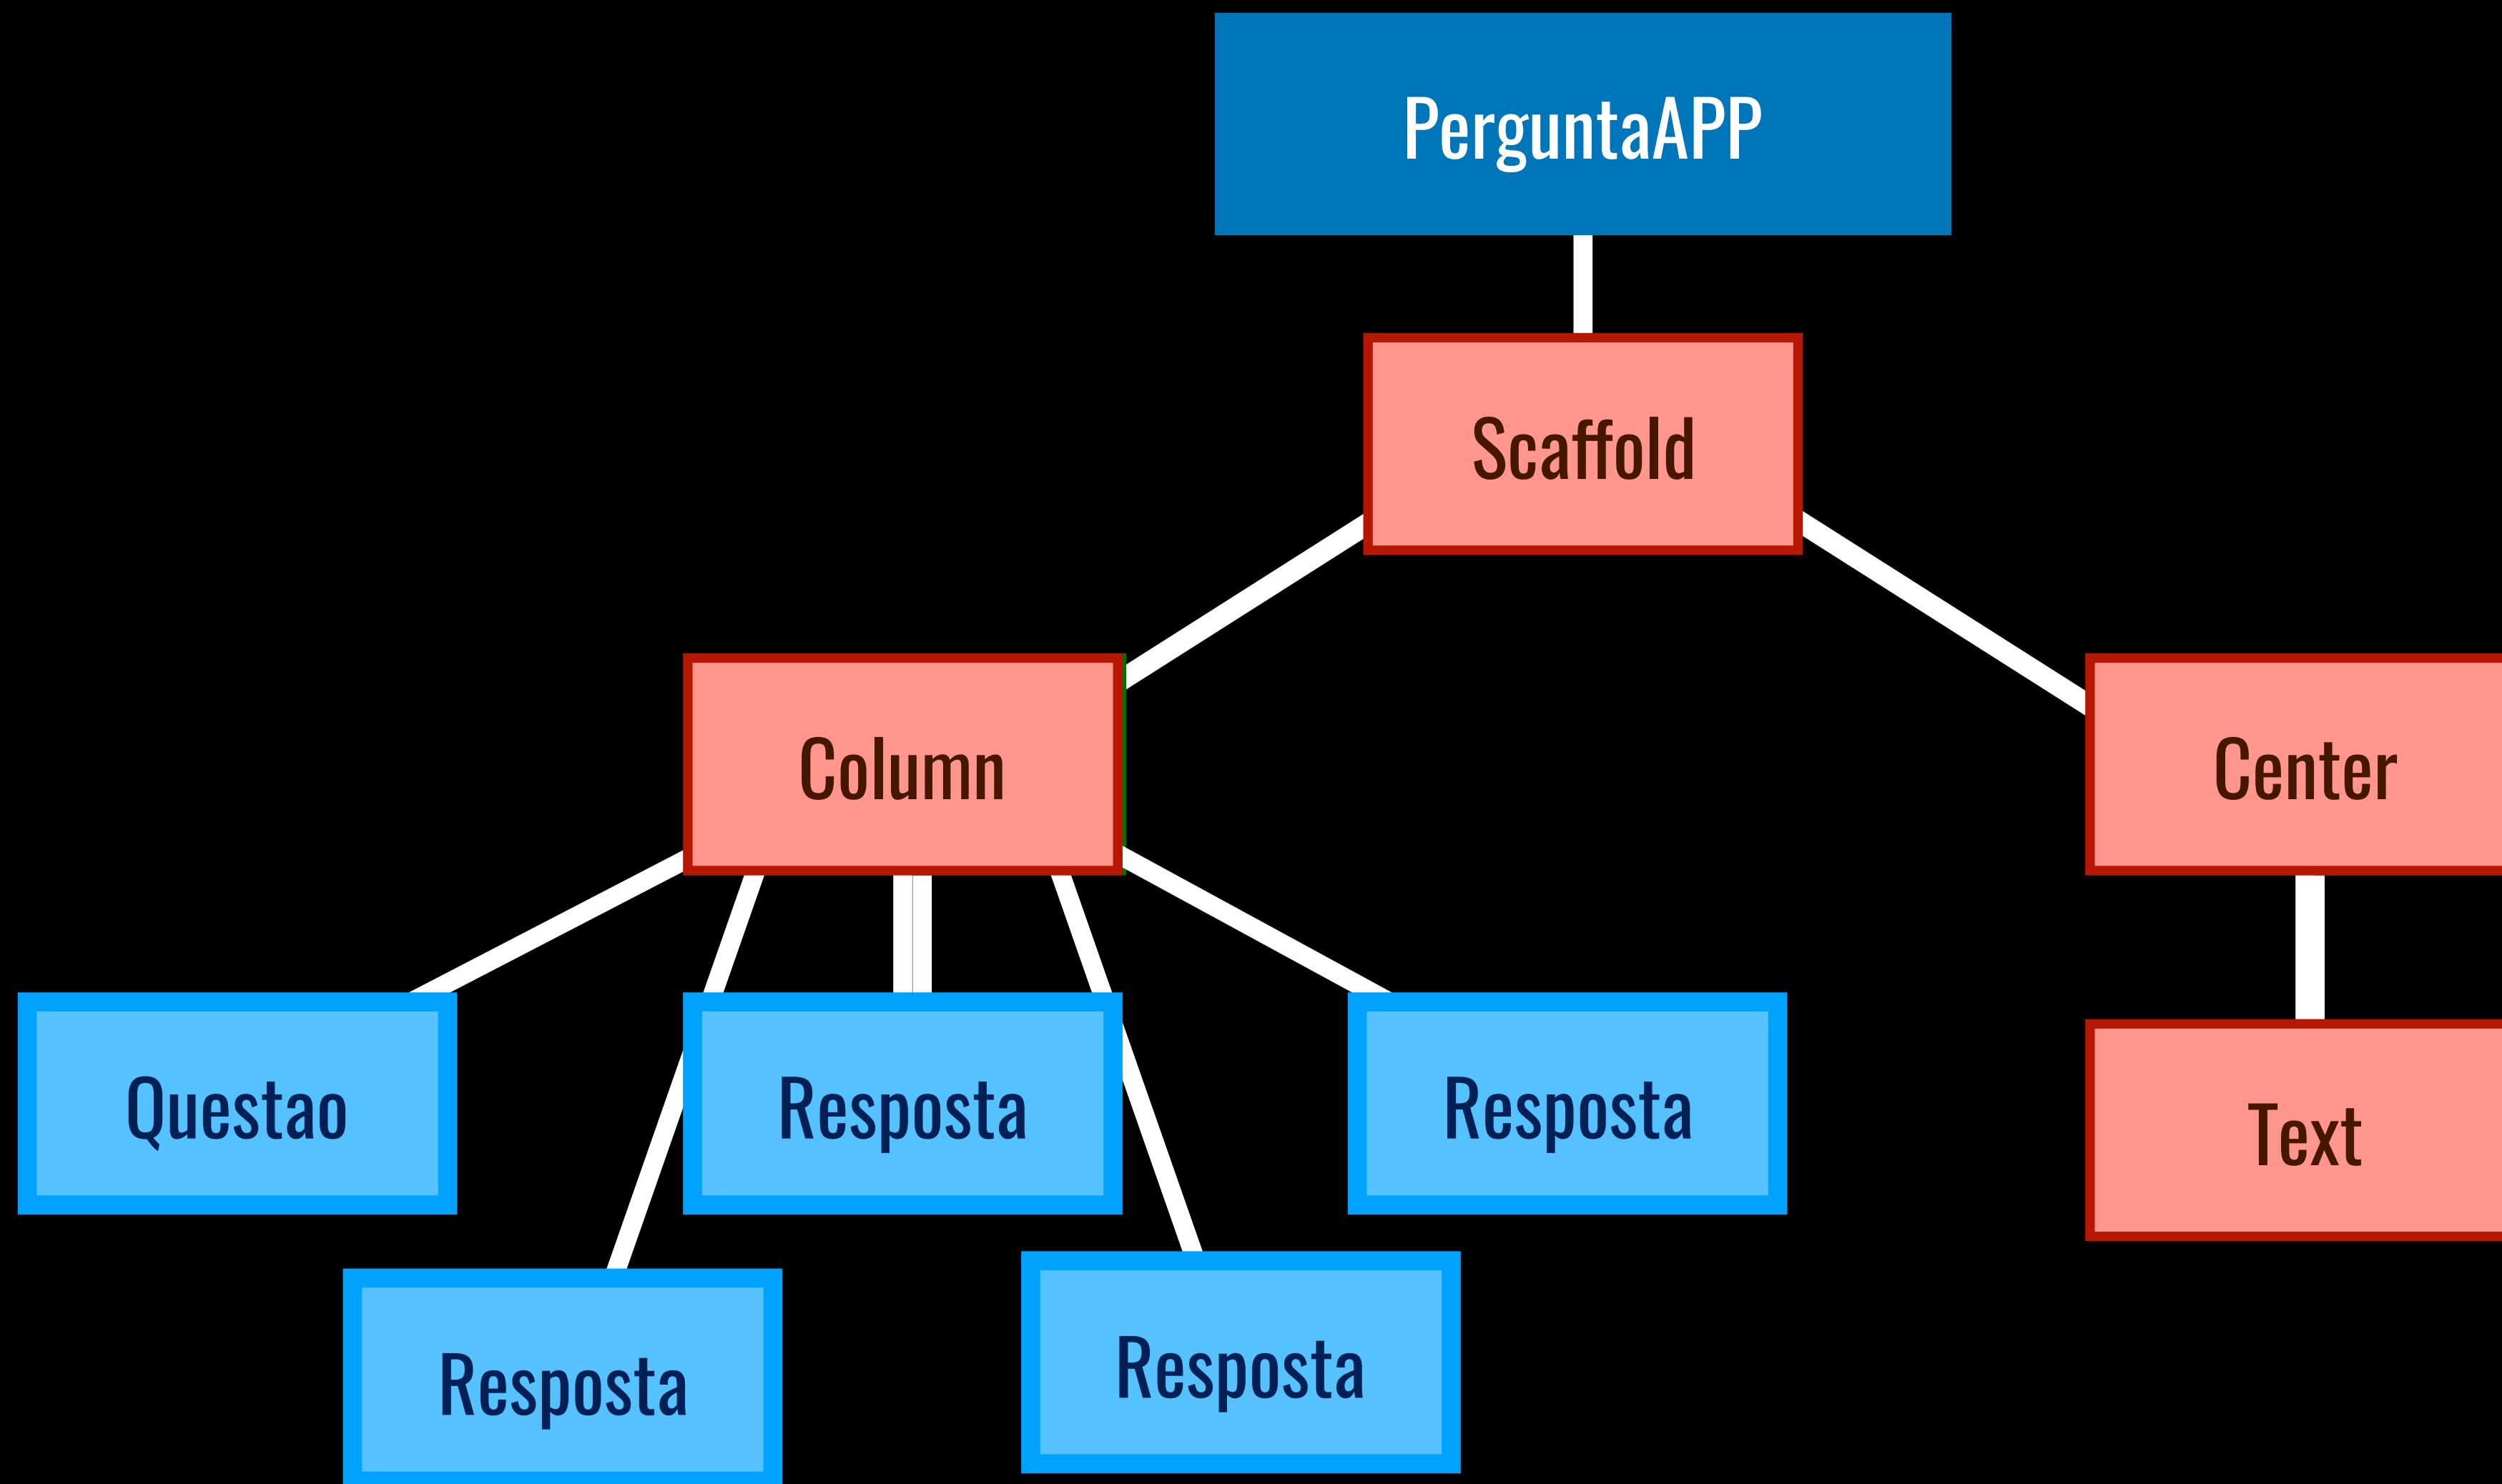 PerguntaAPP
Scaffold
Column
Center
Questao
Resposta
Resposta
Text
Resposta
Resposta